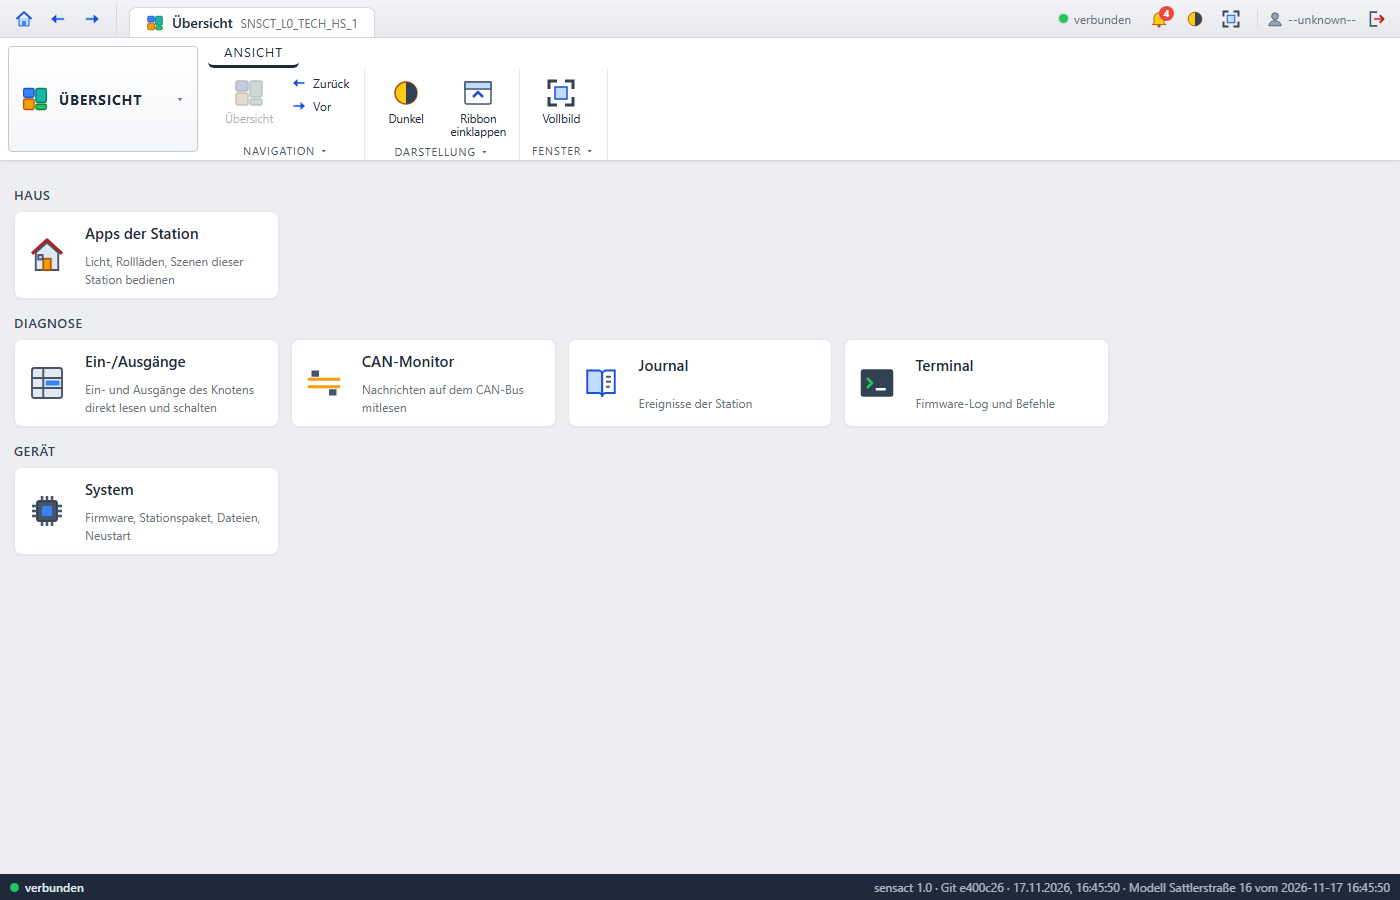 Übersicht SNSCT_L0_TECH_HS_1
verbunden
4
--unknown--
ÜBERSICHT
ANSICHT
Übersicht
Zurück
Vor
NAVIGATION
Dunkel
Ribbon
einklappen
DARSTELLUNG
Vollbild
FENSTER
HAUS
Apps der Station
Licht, Rollläden, Szenen dieser
Station bedienen
DIAGNOSE
Ein-/Ausgänge
Ein- und Ausgänge des Knotens
direkt lesen und schalten
CAN-Monitor
Nachrichten auf dem CAN-Bus
mitlesen
Journal
Ereignisse der Station
Terminal
Firmware-Log und Befehle
GERÄT
System
Firmware, Stationspaket, Dateien,
Neustart
verbunden
sensact 1.0 · Git e400c26 · 17.11.2026, 16:45:50 · Modell Sattlerstraße 16 vom 2026-11-17 16:45:50